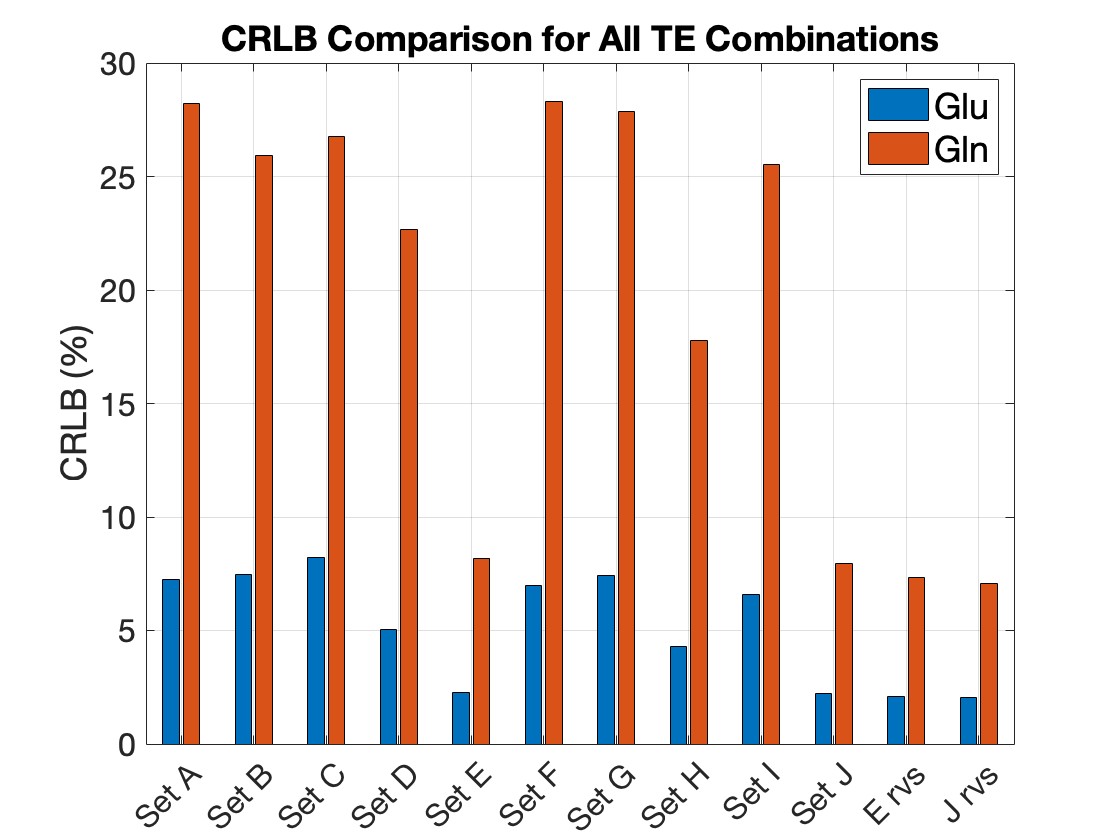 CRLB Comparison for All TE Combinations
Glu
Gln
30
25
20
15
10
5
0
CRLB (%)
Set A
Set B
Set C
Set D
Set E
Set F
Set G
Set H
Set I
Set J
E rvs
J rvs